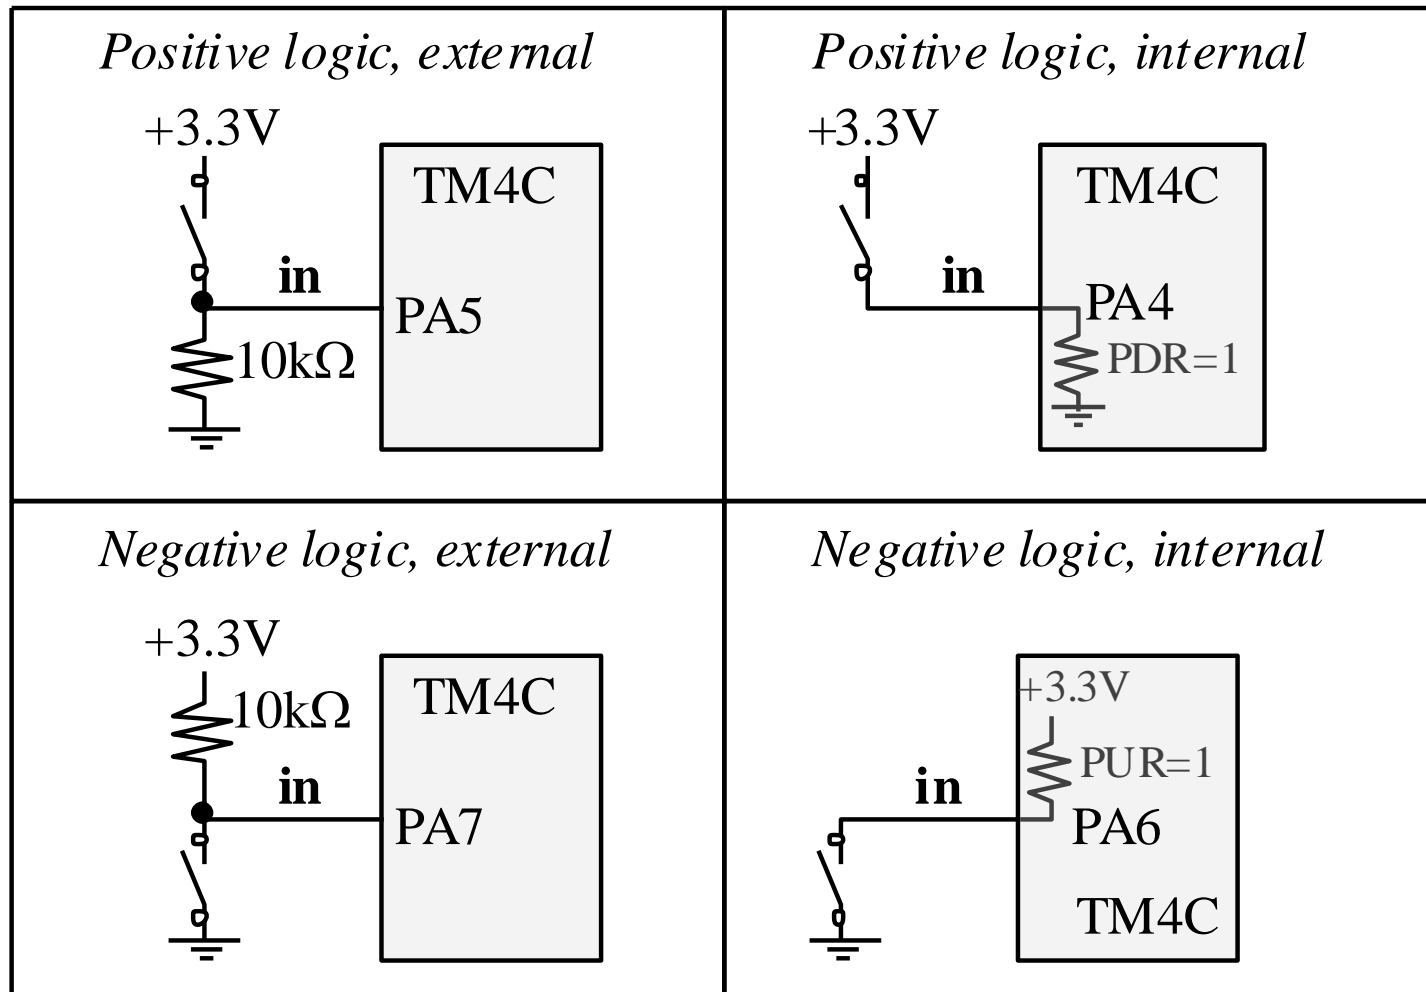 Positive logic, external
+3.3V
TM4C
in
PA5
10kΩ
Positive logic, internal
+3.3V
TM4C
in
PA4
PDR=1
Negative logic, external
+3.3V
10kΩ
TM4C
in
PA7
Negative logic, internal
+3.3V
PUR=1
in
PA6
TM4C